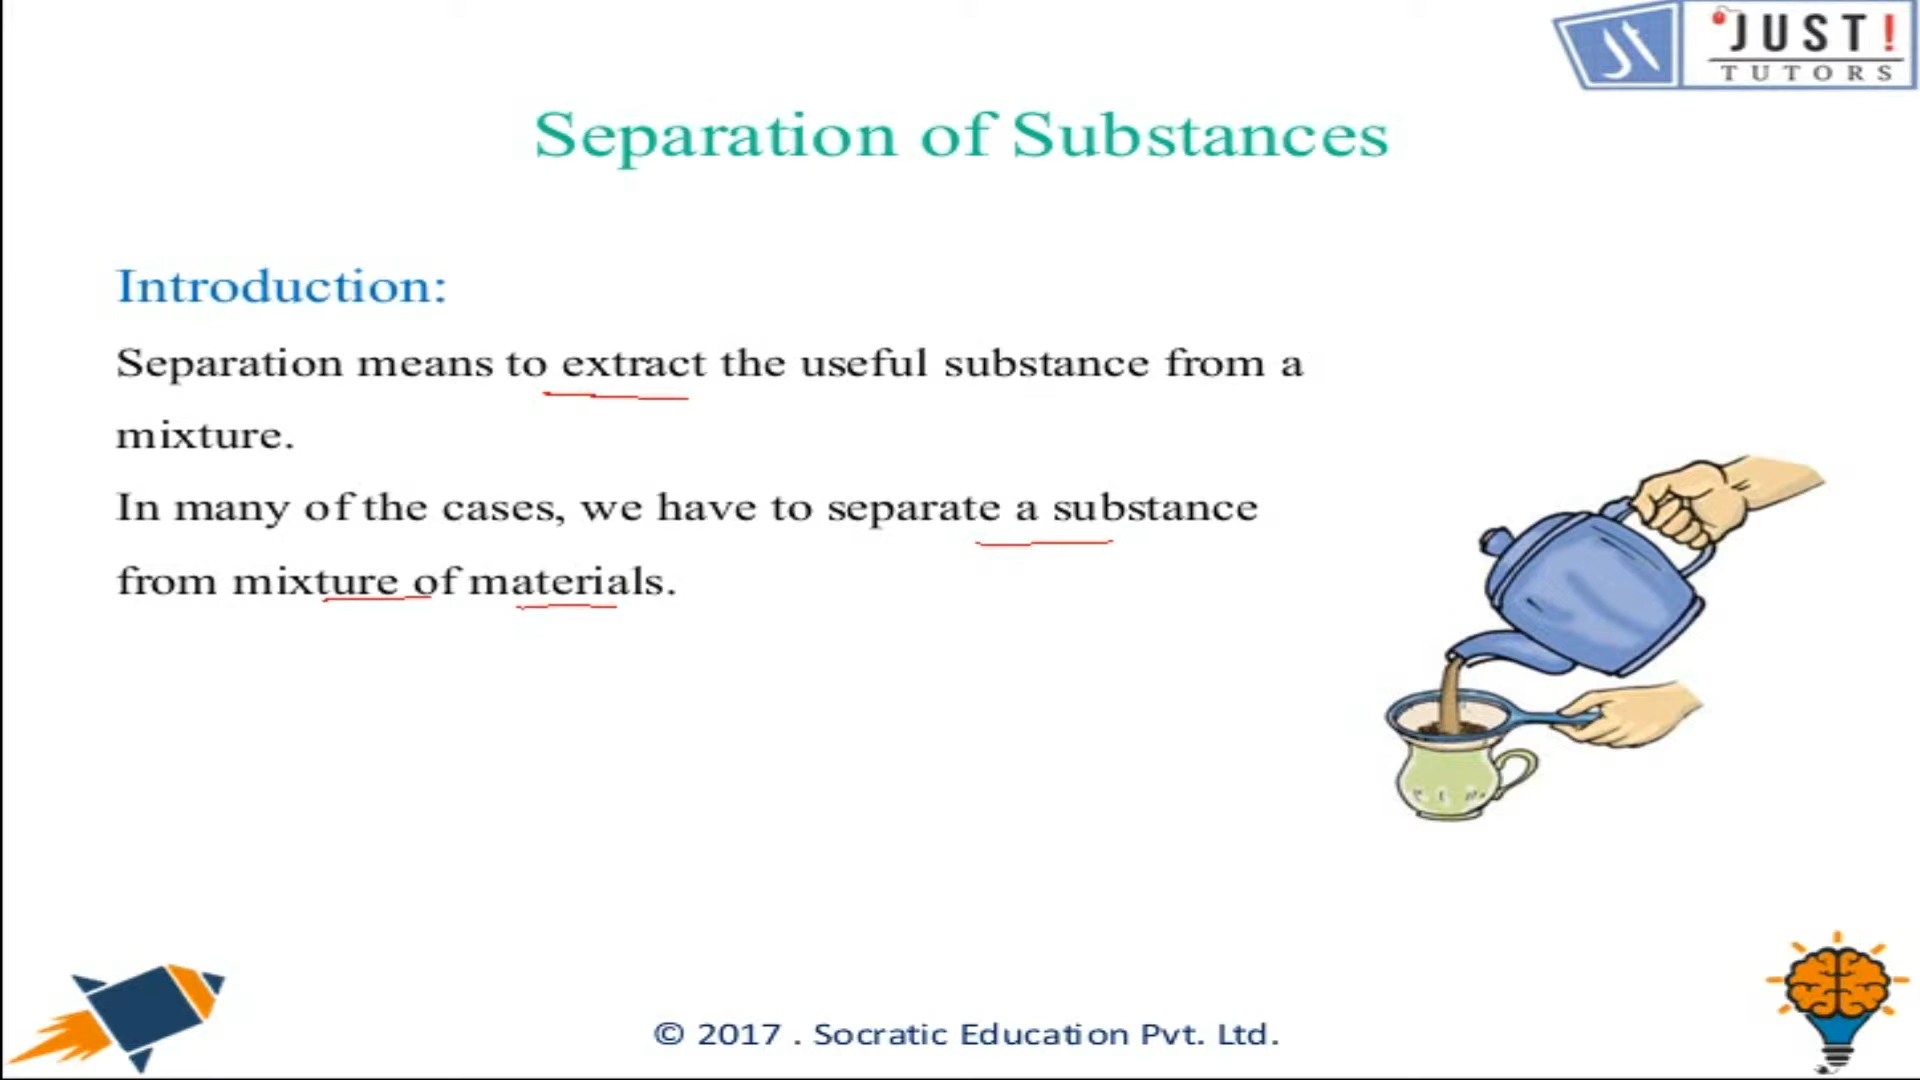 JUST!
TUTORS
Separation of Substances
Introduction:
Separation means to extract the useful substance from a
mixture.
In many of the cases, we have to separate a substance
from mixture of materials.
© 2017 . Socratic Education Pvt. Ltd.